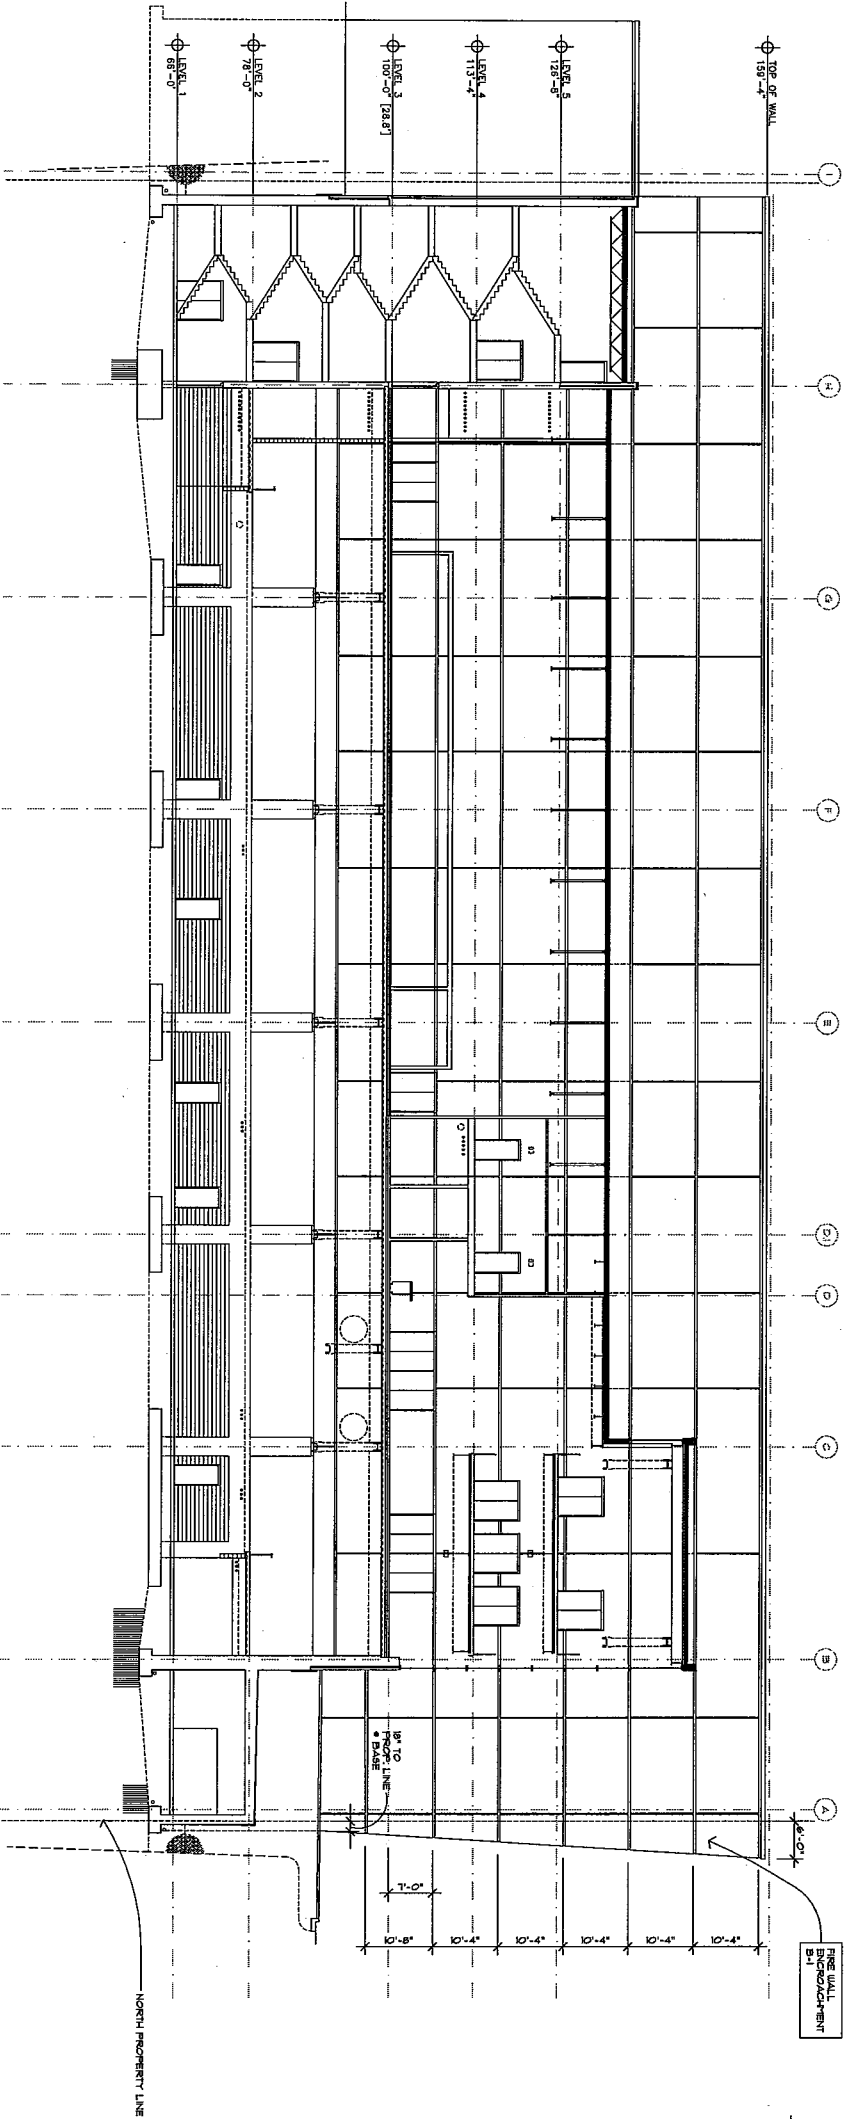 TOP OF WALL
159'-4"
LEVEL 5
126'-8"
LEVEL 4
113'-4"
LEVEL 3
100'-0" [28.8']
LEVEL 2
78'-0"
LEVEL 1
66'-0"
I
H
G
F
E
D.1
D
C
B
A
6'-0"
FIRE WALL
ENCROACHMENT
B-1
18" TO
PROP. LINE
@ BASE
7'-0"
10'-4"
10'-4"
10'-4"
10'-4"
10'-4"
10'-8"
NORTH PROPERTY LINE